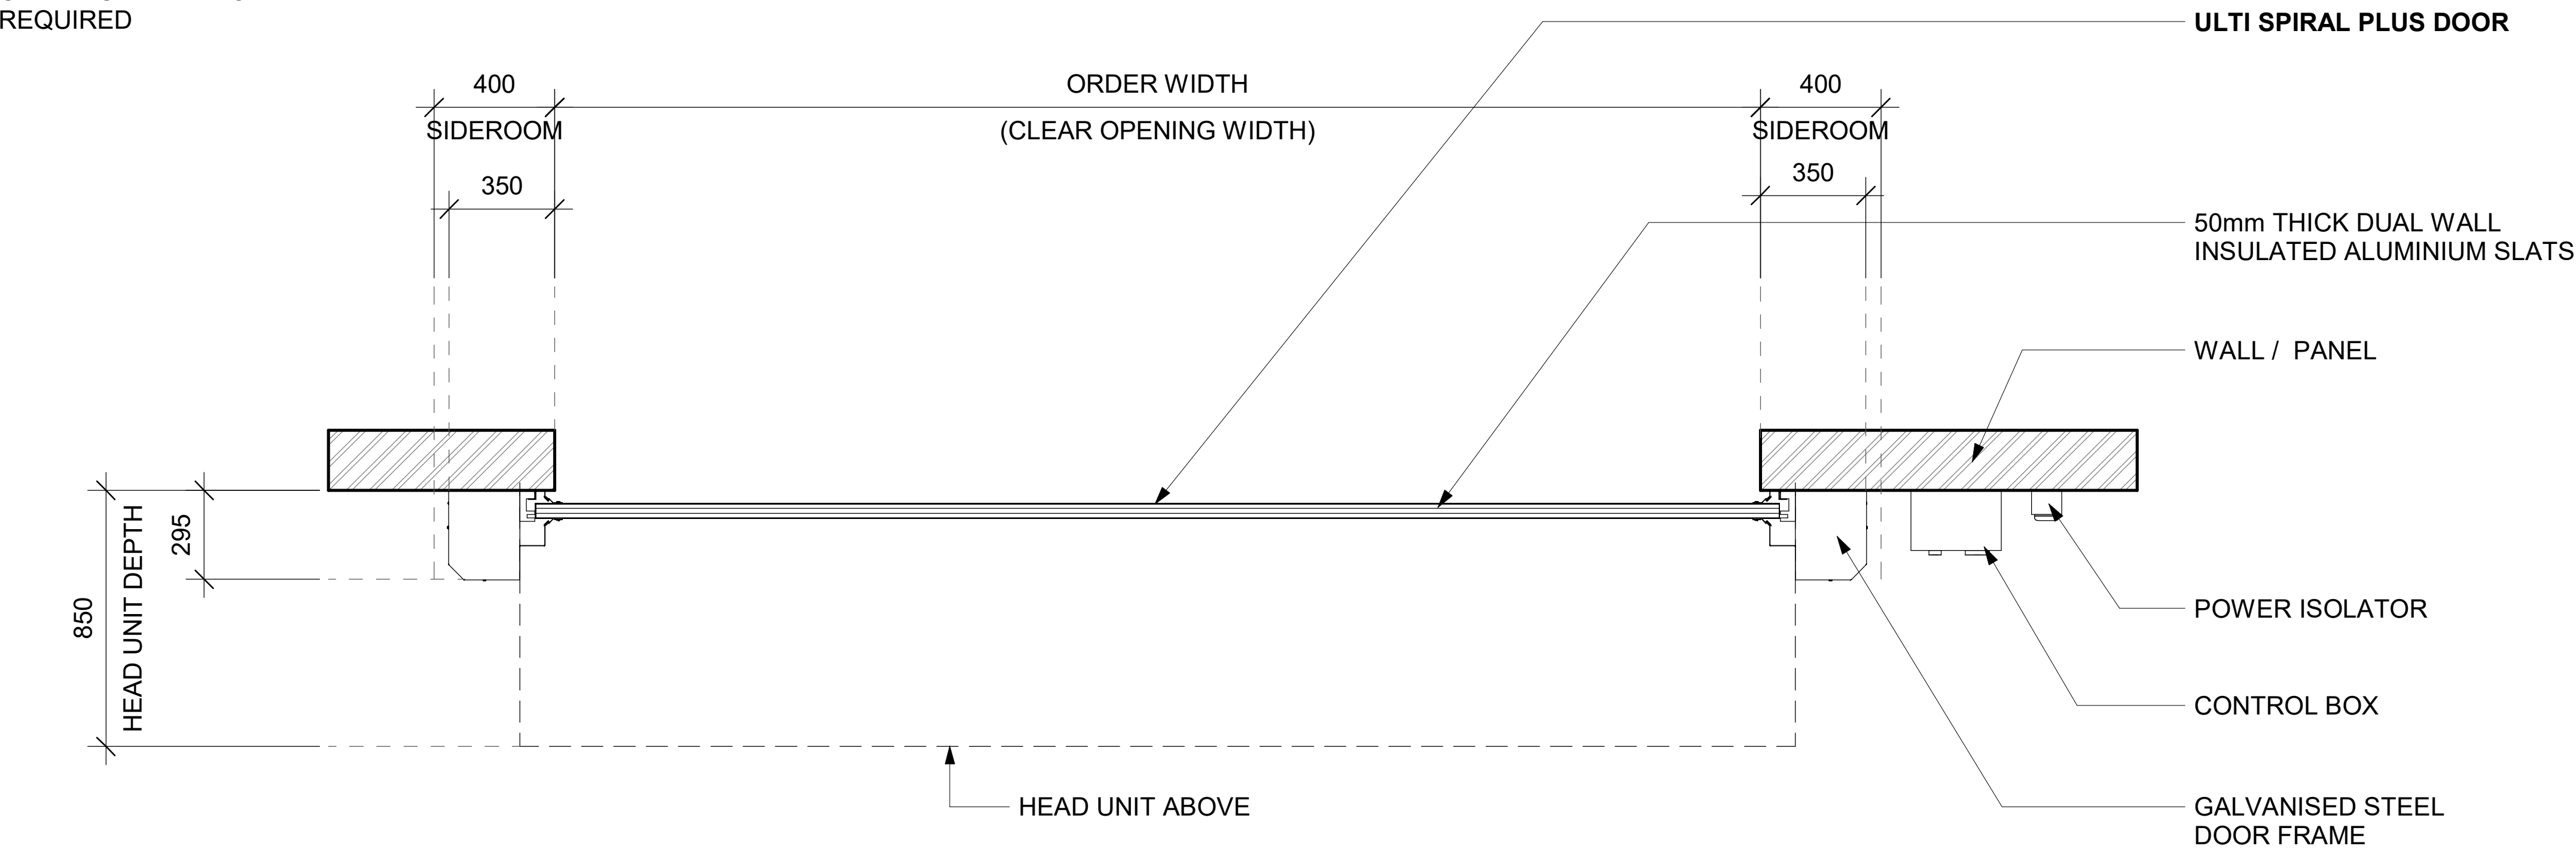 REQUIRED
ULTI SPIRAL PLUS DOOR
400
ORDER WIDTH
400
SIDEROOM
(CLEAR OPENING WIDTH)
SIDEROOM
350
350
50mm THICK DUAL WALL
INSULATED ALUMINIUM SLATS
WALL / PANEL
295
850
HEAD UNIT DEPTH
POWER ISOLATOR
CONTROL BOX
HEAD UNIT ABOVE
GALVANISED STEEL
DOOR FRAME